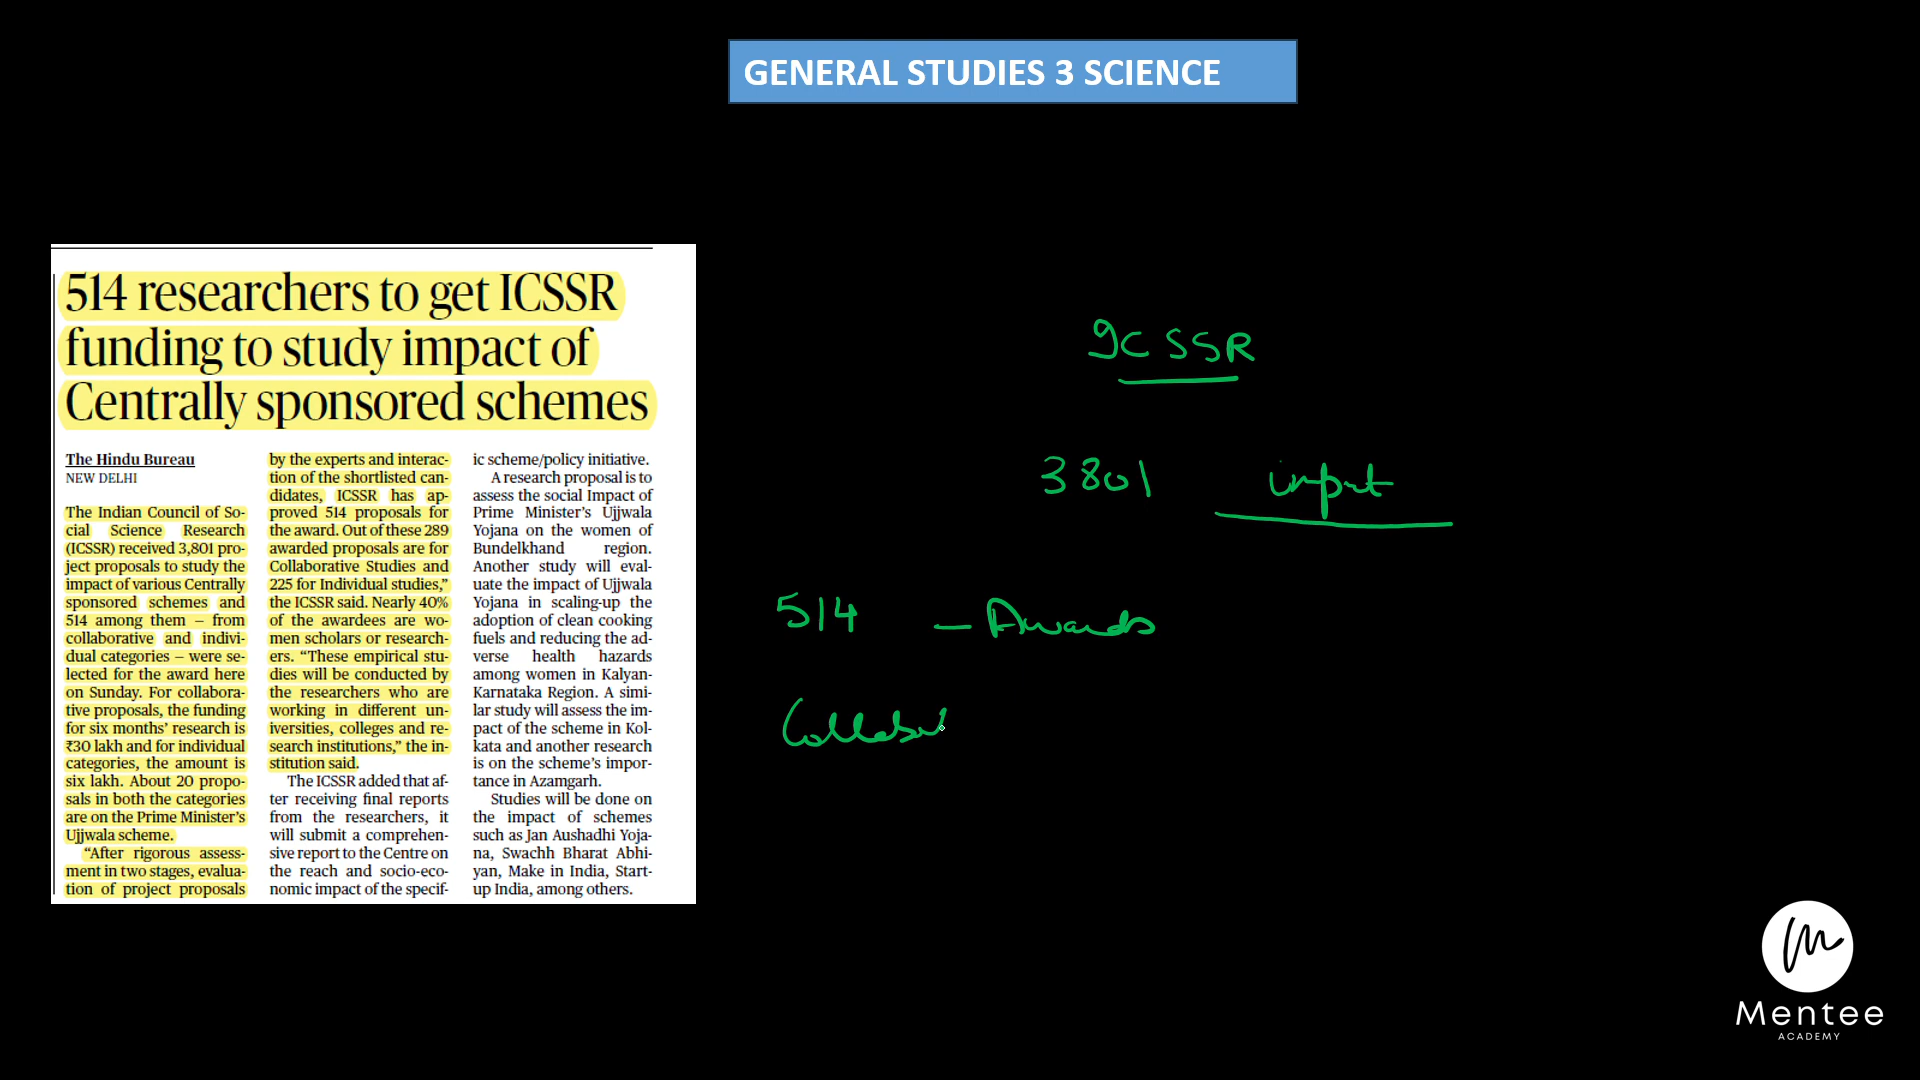 GENERAL STUDIES 3 SCIENCE
514 researchers to get ICSSR
funding to study impact of
Centrally sponsored schemes
The Hindu Bureau
NEW DELHI
The Indian Council of So-
cial Science Research
(ICSSR) received 3,801 pro-
ject proposals to study the
impact of various Centrally
sponsored schemes and
514 among them – from
collaborative and indivi-
dual categories – were se-
lected for the award here
on Sunday. For collabora-
tive proposals, the funding
for six months’ research is
₹30 lakh and for individual
categories, the amount is
six lakh. About 20 propo-
sals in both the categories
are on the Prime Minister’s
Ujjwala scheme.
“After rigorous assess-
ment in two stages, evalua-
tion of project proposals
by the experts and interac-
tion of the shortlisted can-
didates, ICSSR has ap-
proved 514 proposals for
the award. Out of these 289
awarded proposals are for
Collaborative Studies and
225 for Individual studies,”
the ICSSR said. Nearly 40%
of the awardees are wo-
men scholars or research-
ers. “These empirical stu-
dies will be conducted by
the researchers who are
working in different un-
iversities, colleges and re-
search institutions,” the in-
stitution said.
The ICSSR added that af-
ter receiving final reports
from the researchers, it
will submit a comprehen-
sive report to the Centre on
the reach and socio-eco-
nomic impact of the specif-
ic scheme/policy initiative.
A research proposal is to
assess the social Impact of
Prime Minister’s Ujjwala
Yojana on the women of
Bundelkhand region.
Another study will eval-
uate the impact of Ujjwala
Yojana in scaling-up the
adoption of clean cooking
fuels and reducing the ad-
verse health hazards
among women in Kalyan-
Karnataka Region. A simi-
lar study will assess the im-
pact of the scheme in Kol-
kata and another research
is on the scheme’s impor-
tance in Azamgarh.
Studies will be done on
the impact of schemes
such as Jan Aushadhi Yoja-
na, Swachh Bharat Abhi-
yan, Make in India, Start-
up India, among others.
ICSSR
3801 input
514 – Awards
Mentee
ACADEMY